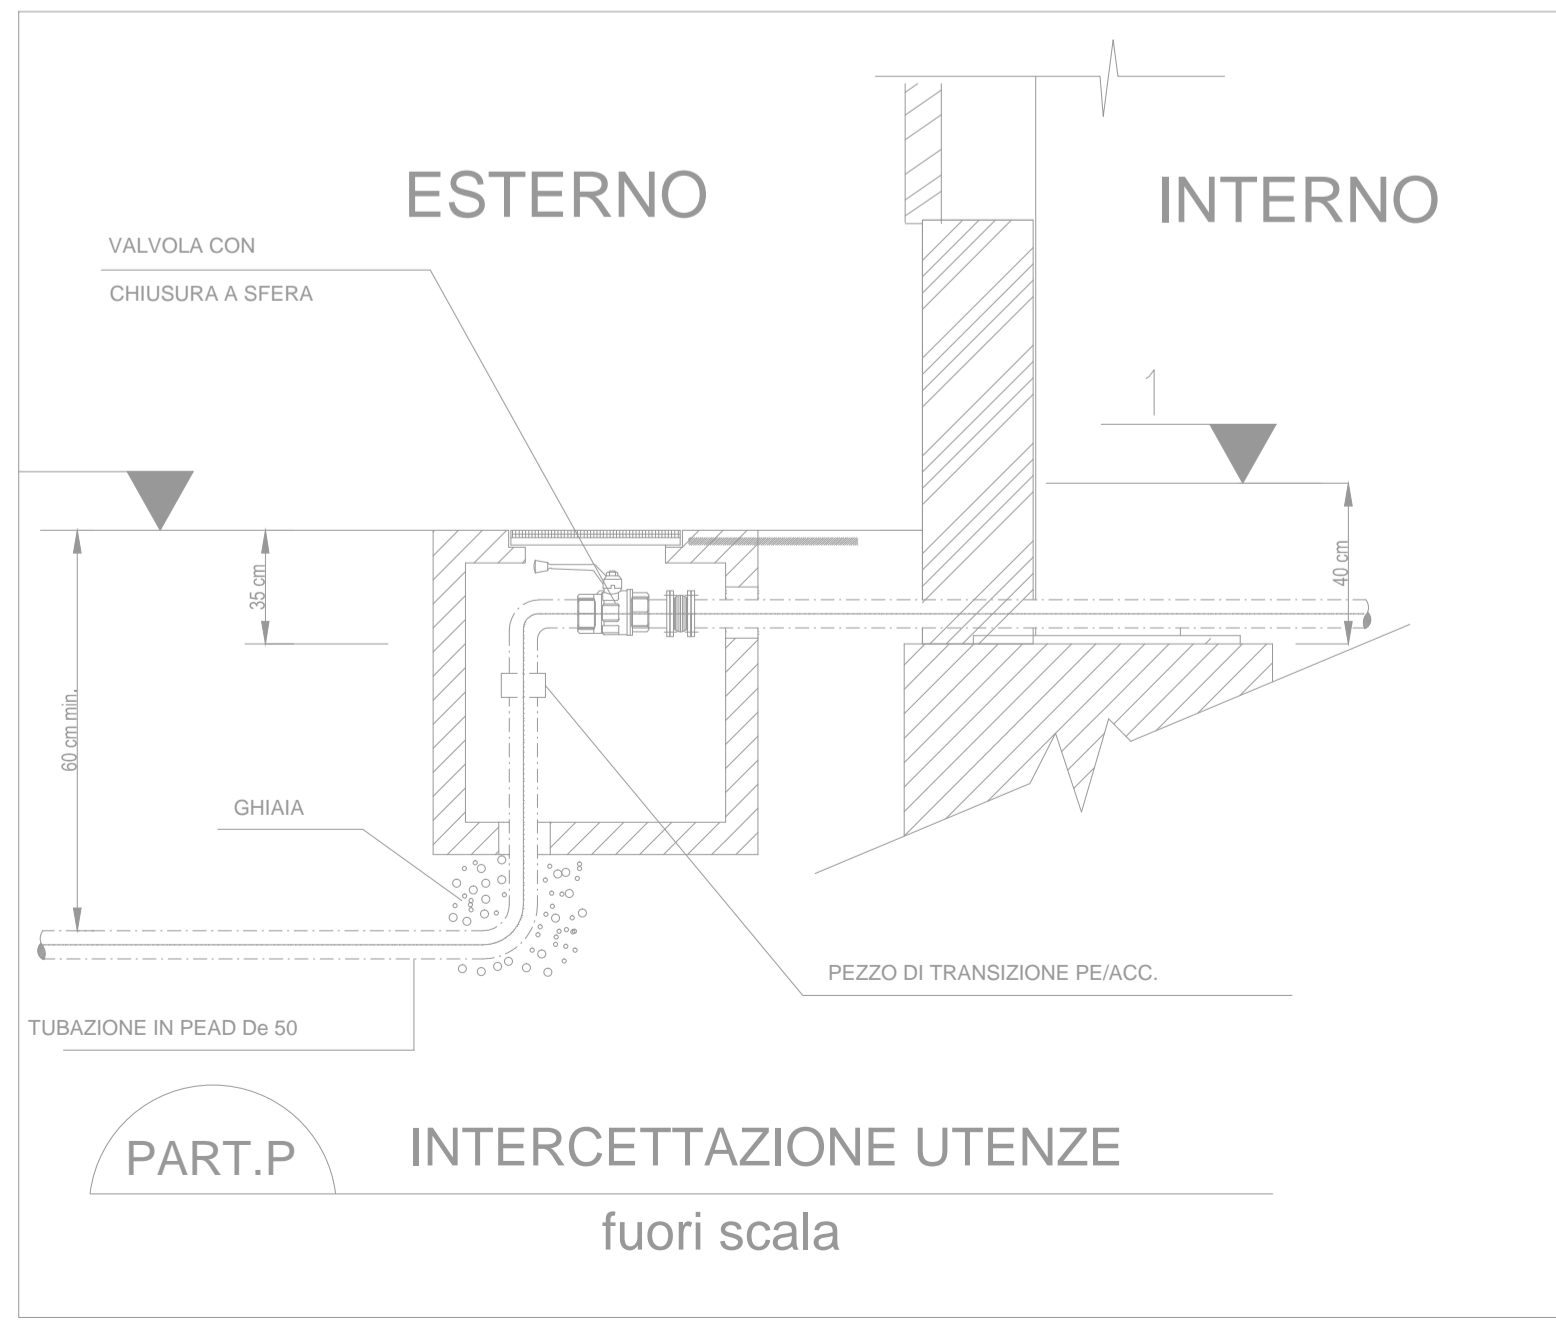 ESTERNO
INTERNO
VALVOLA CON
CHIUSURA A SFERA
1
35 cm
40 cm
60 cm min.
GHIAIA
PEZZO DI TRANSIZIONE PE/ACC.
TUBAZIONE IN PEAD De 50
PART.P
INTERCETTAZIONE UTENZE
fuori scala